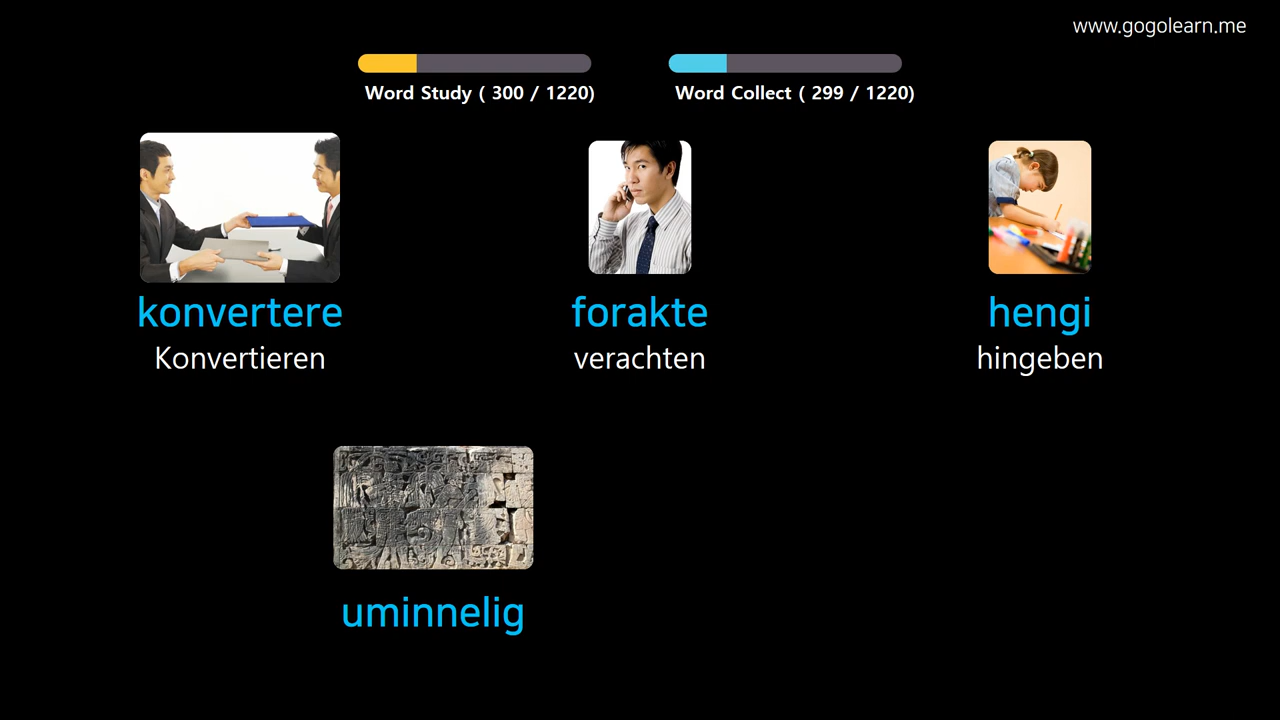 www.gogolearn.me
Word Study ( 300 / 1220)
Word Collect ( 299 / 1220)
konvertere
Konvertieren
forakte
verachten
hengi
hingeben
uminnelig